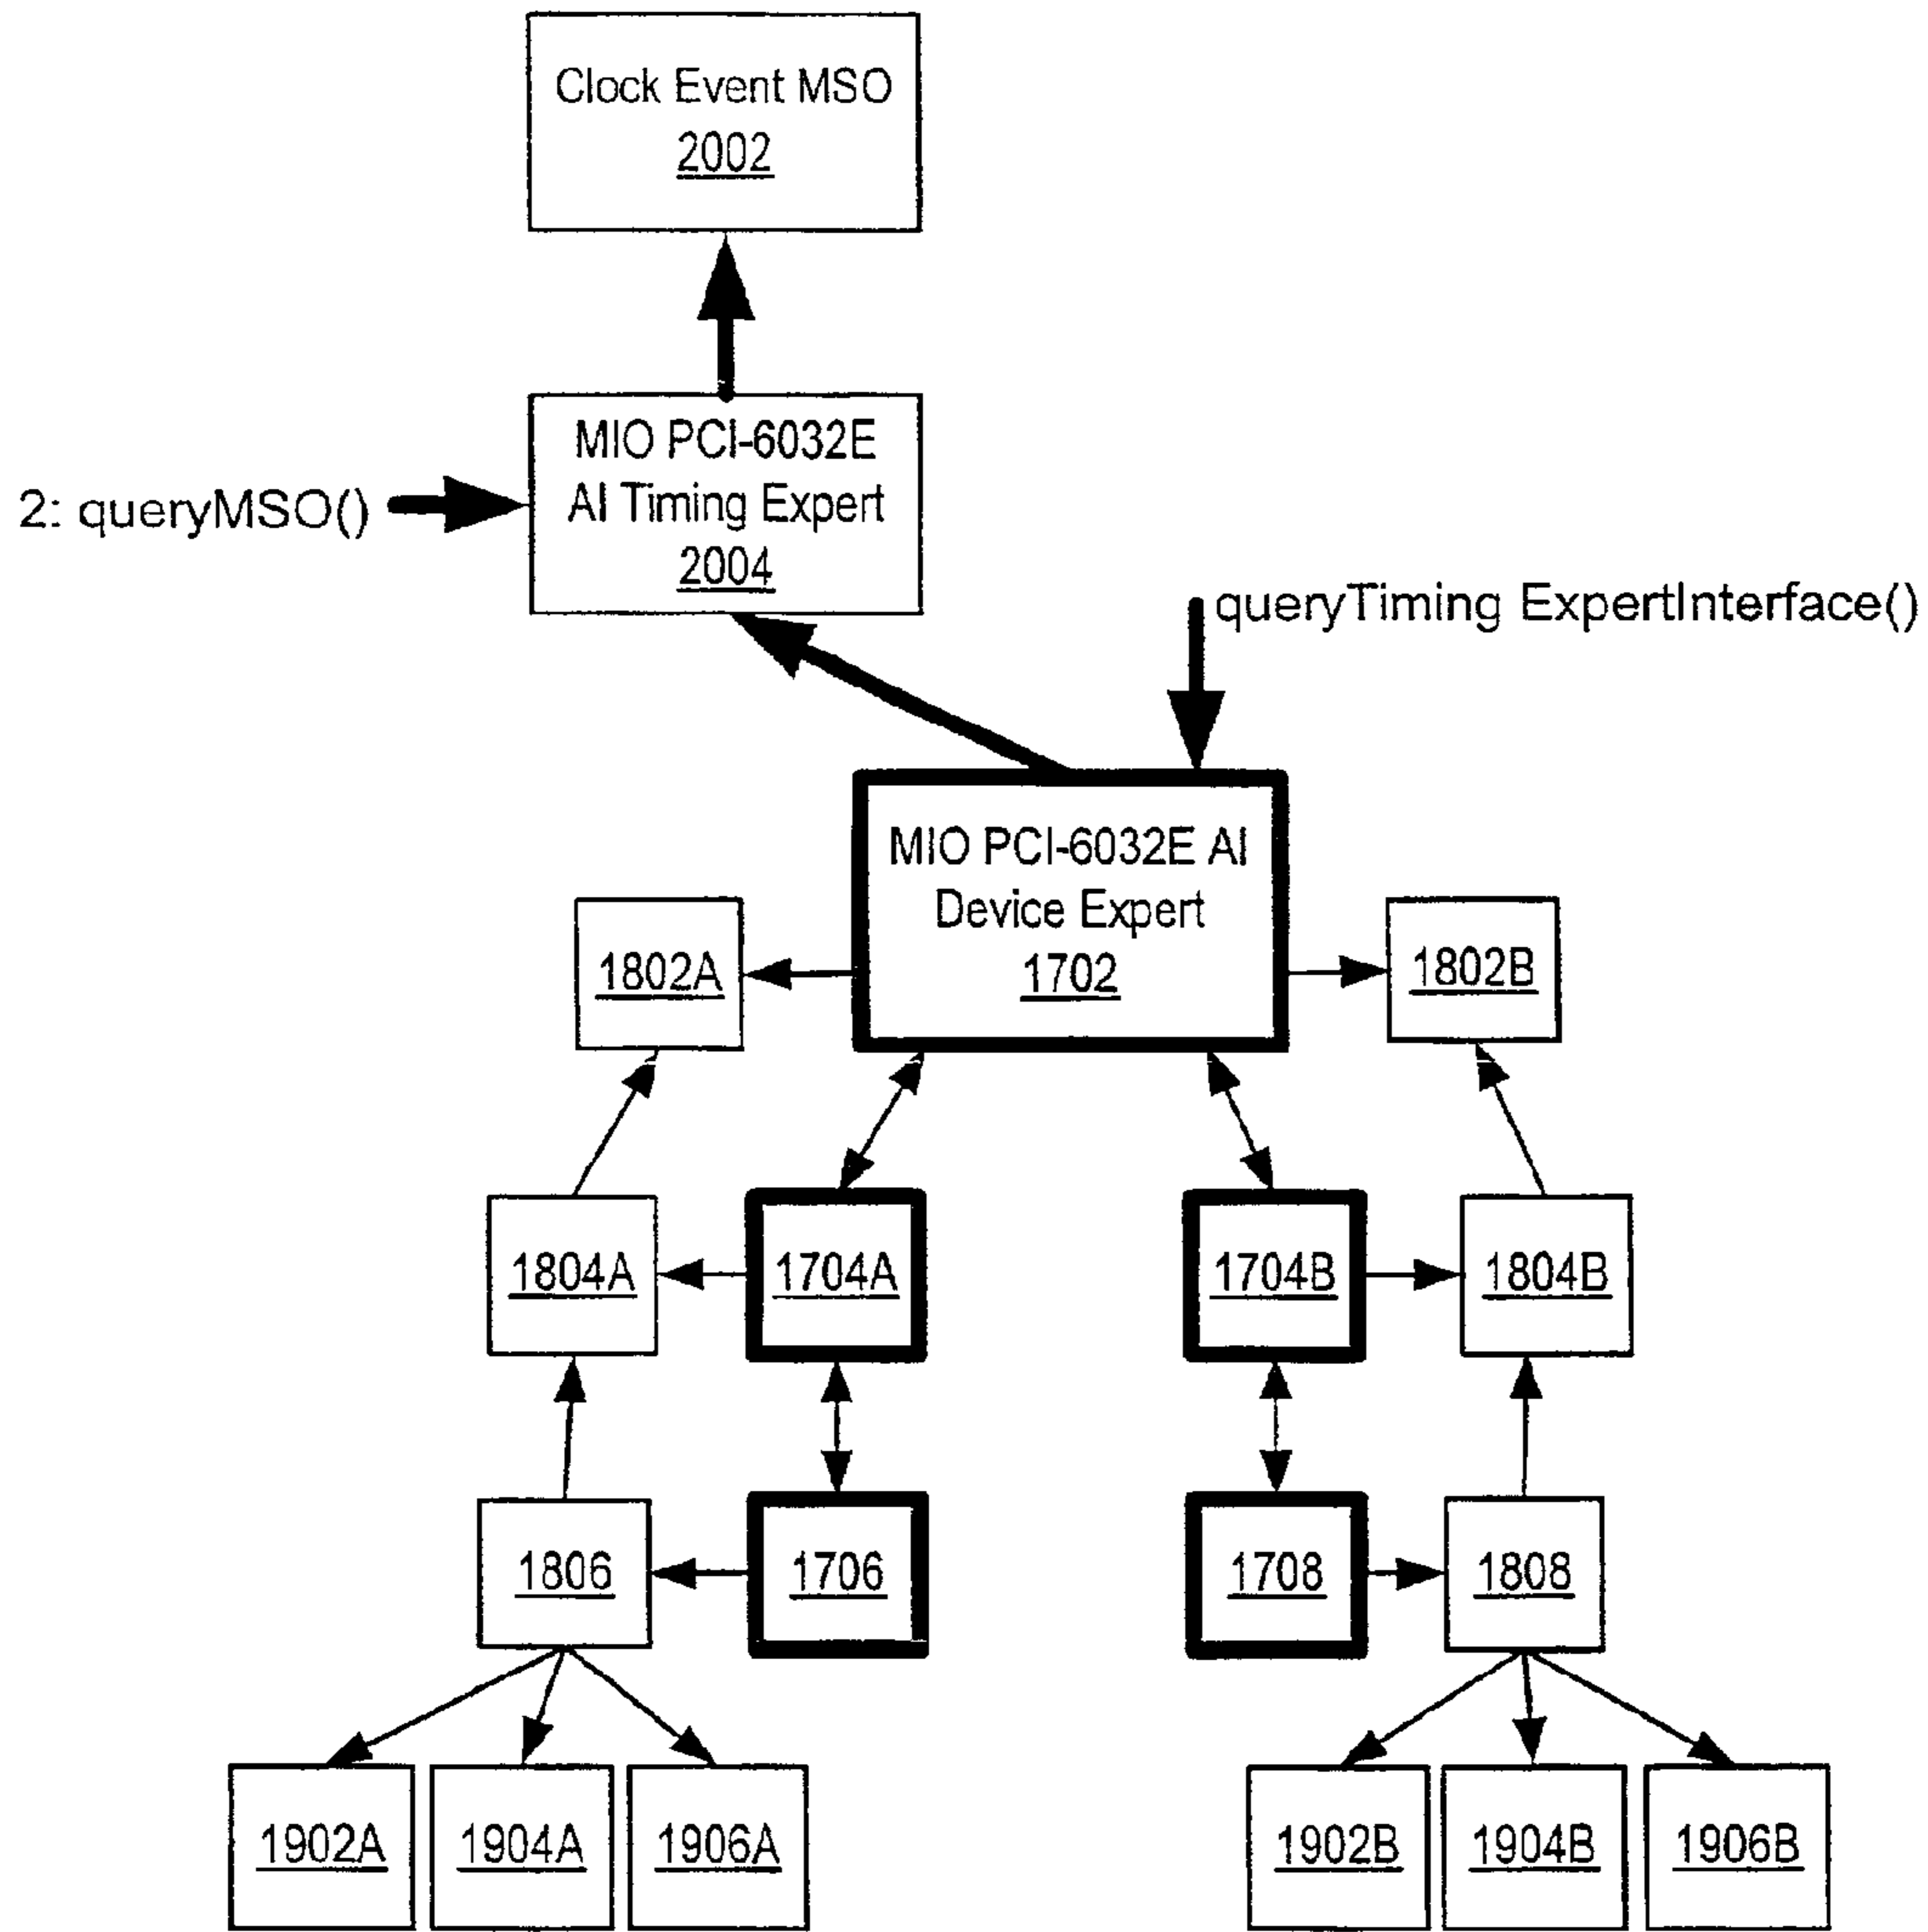 Clock Event MSO
2002
MIO PCI-6032E
AI Timing Expert
2004
2: queryMSO()
queryTiming ExpertInterface()
MIO PCI-6032E AI
Device Expert
1702
1802A
1802B
1804A
1704A
1704B
1804B
1806
1706
1708
1808
1902A
1904A
1906A
1902B
1904B
1906B